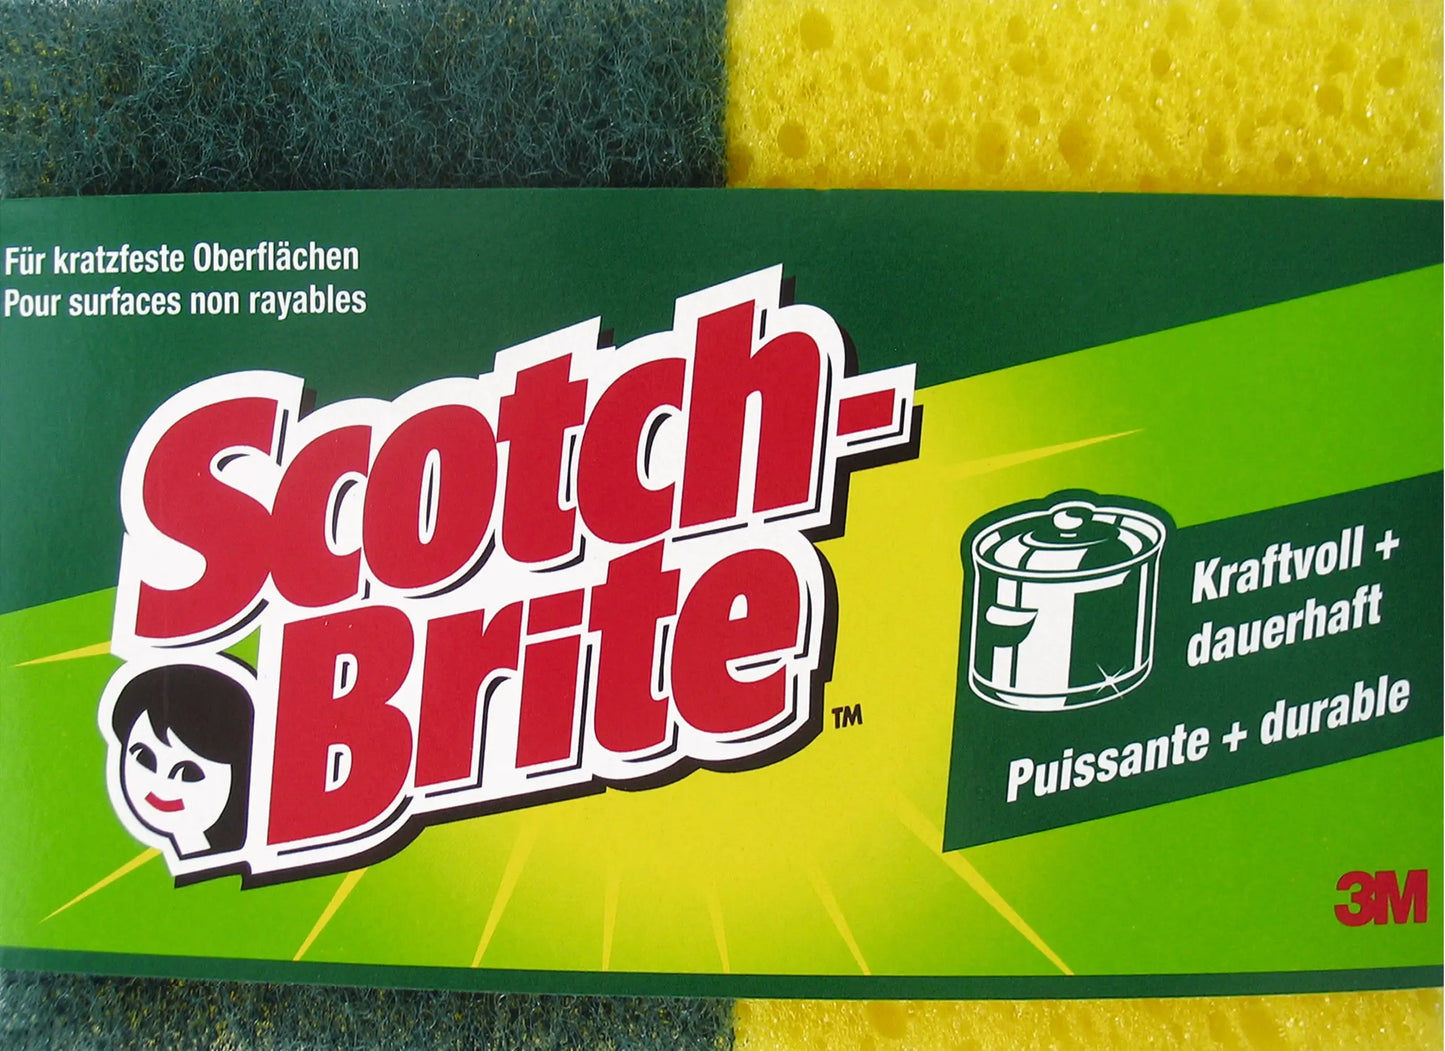 Für kratzfeste Oberflächen
Pour surfaces non rayables
Scotch-
Brite
TM
Kraftvoll +
dauerhaft
Puissante + durable
3M